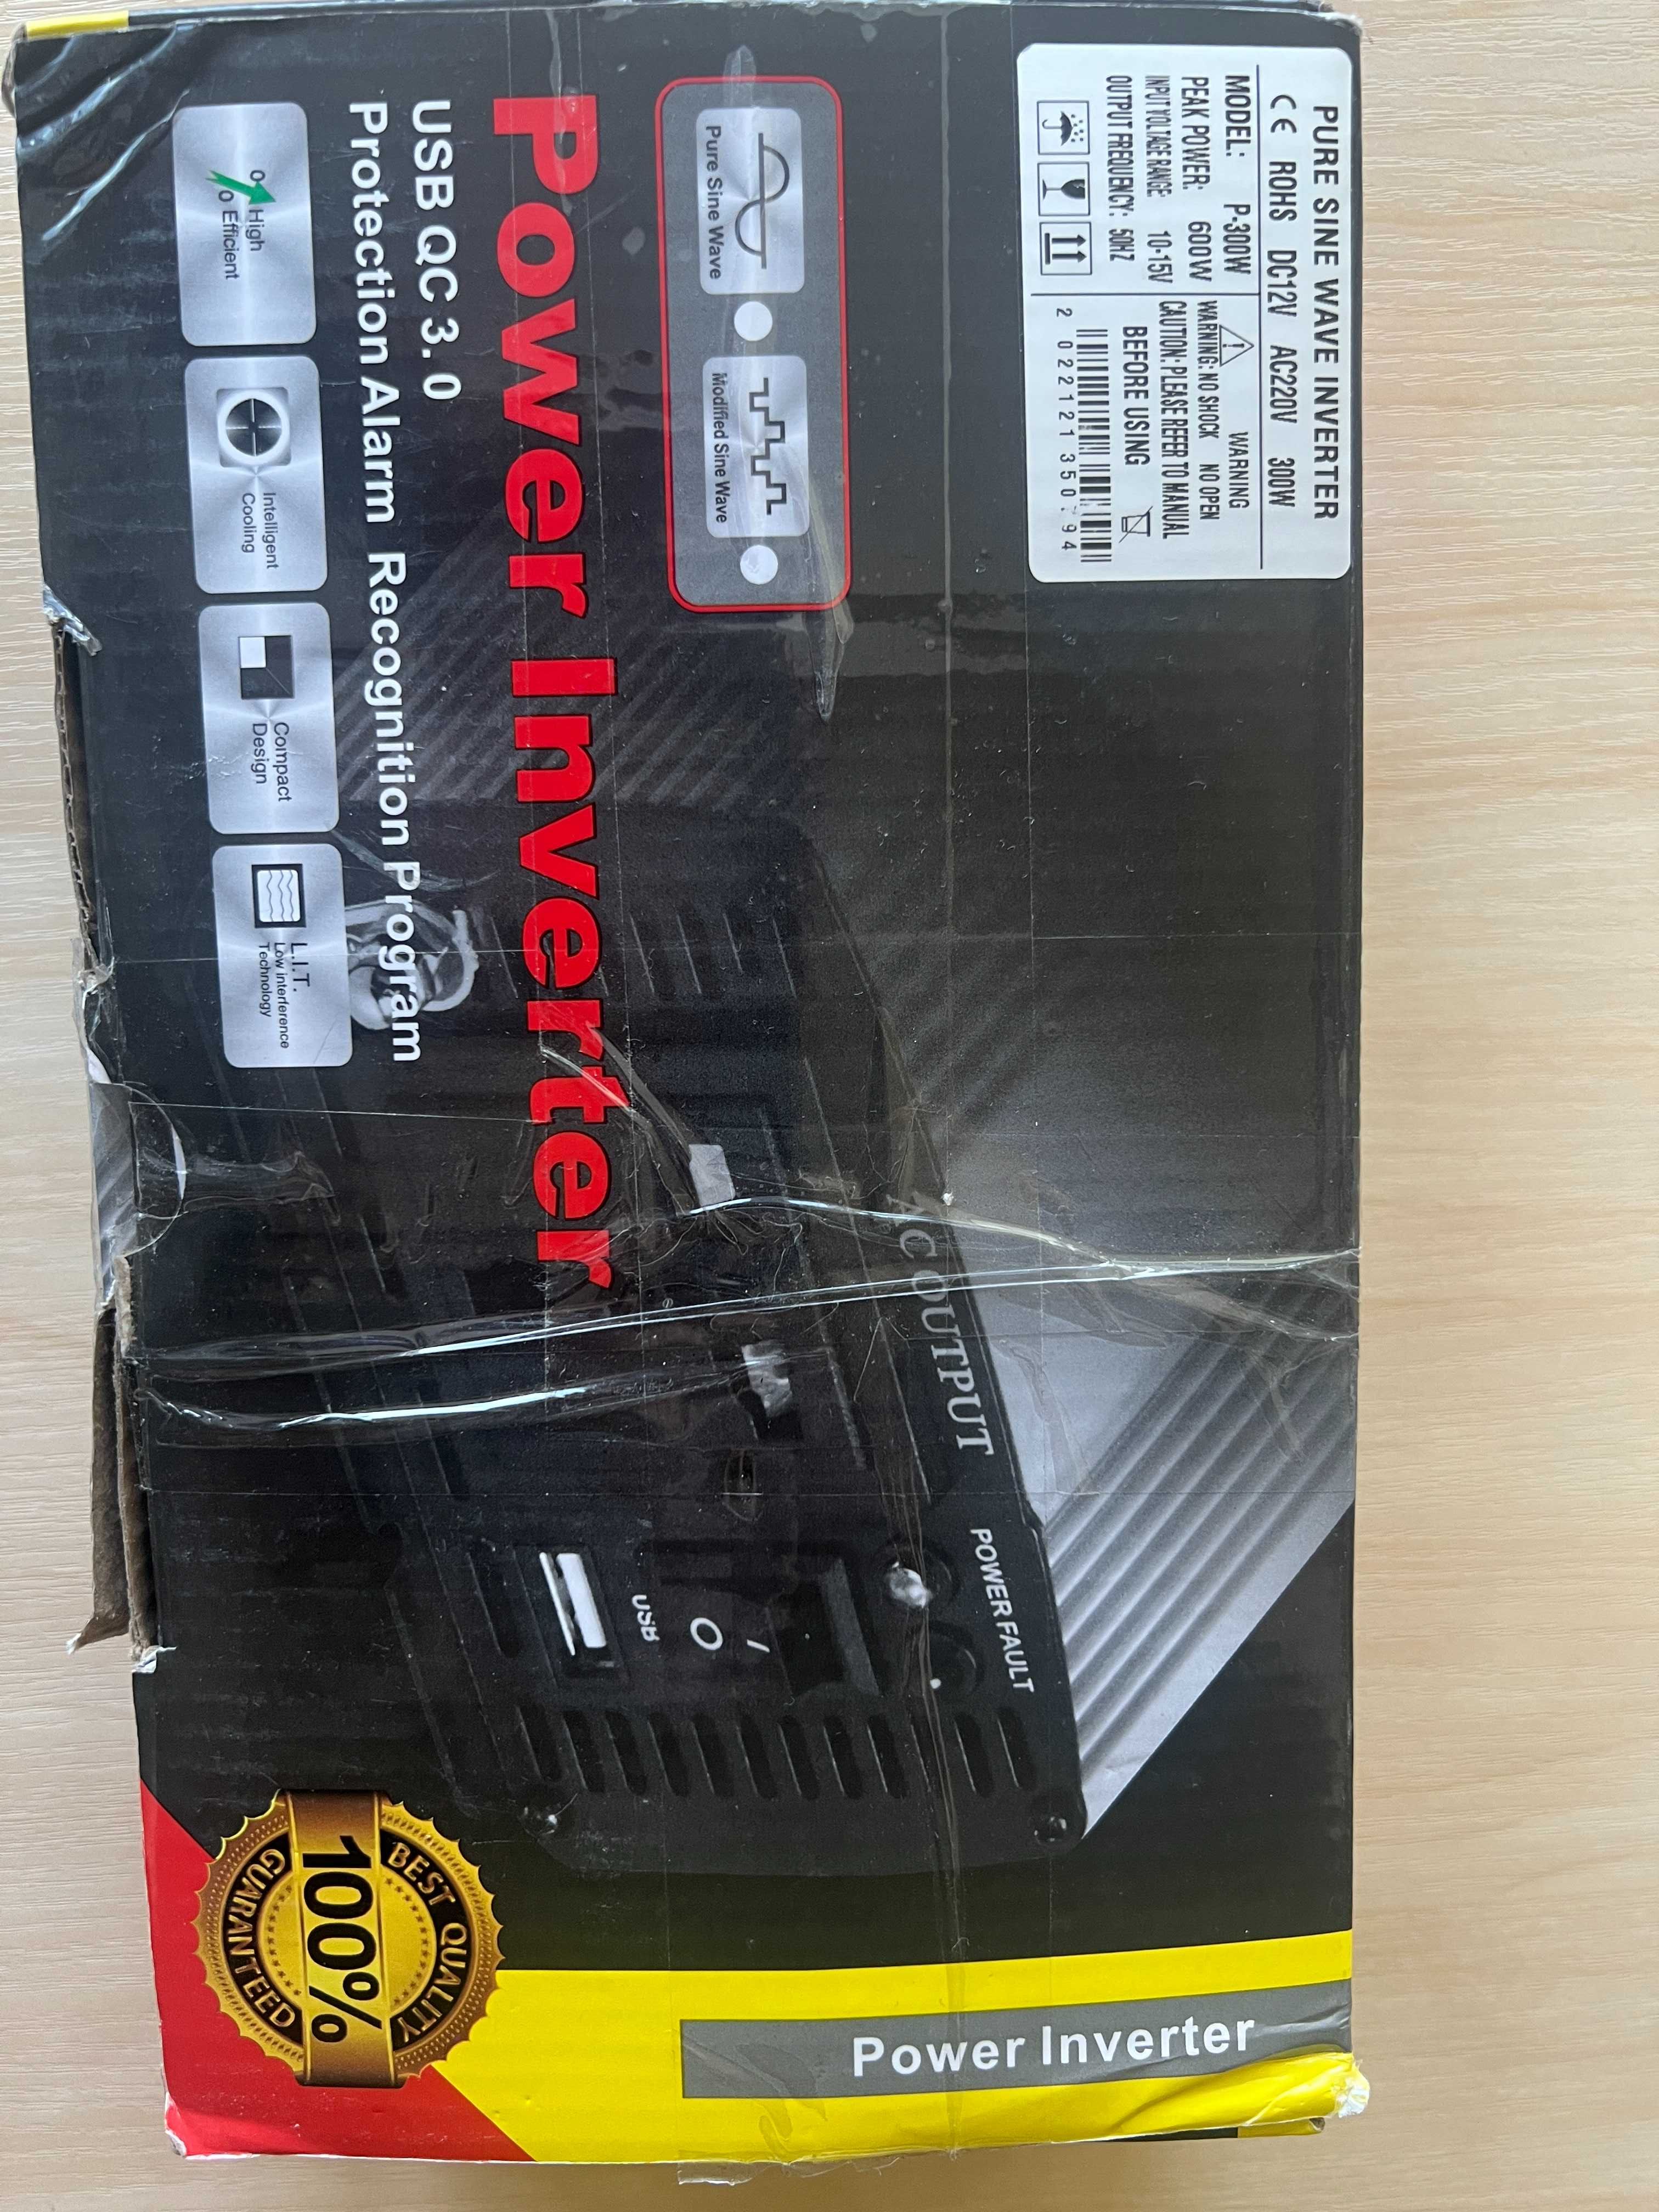 PURE SINE WAVE INVERTER
CE ROHS DC12V AC220V 300W
MODEL: P-300W
PEAK POWER: 600W
INPUT VOLTAGE RANGE: 10-15V
OUTPUT FREQUENCY: 50HZ
WARNING
WARNING: NO SHOCK NO OPEN
CAUTION: PLEASE REFER TO MANUAL
BEFORE USING
Pure Sine Wave
Modified Sine Wave
Power Inverter
USB QC 3.0
Protection Alarm Recognition Program
High
Efficient
Intelligent
Cooling
Compact
Design
L.I.T.
Low interference
Technology
AC OUTPUT
POWER FAULT
I
O
USB
BEST QUALITY
100%
GUARANTEED
Power Inverter